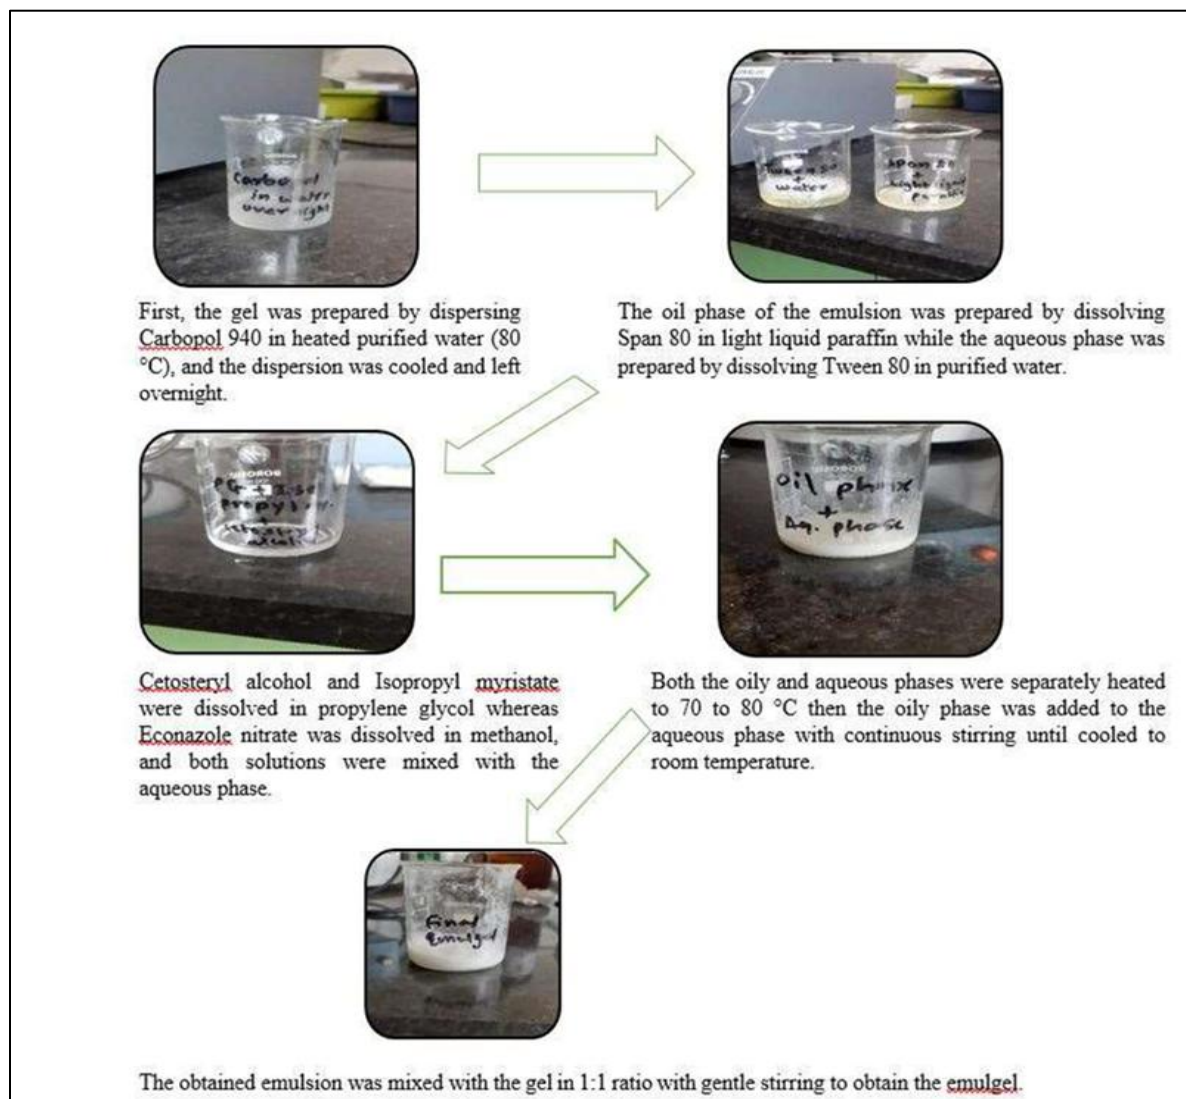 Carbopol
in water
overnight
Tween 80
+
water
Span 80
+
light liquid
paraffin
First, the gel was prepared by dispersing
Carbopol 940 in heated purified water (80
°C), and the dispersion was cooled and left
overnight.
The oil phase of the emulsion was prepared by dissolving
Span 80 in light liquid paraffin while the aqueous phase was
prepared by dissolving Tween 80 in purified water.
PG +
propyl
+
alcohol
oil phase
+
Aq. phase
Cetosteryl alcohol and Isopropyl myristate
were dissolved in propylene glycol whereas
Econazole nitrate was dissolved in methanol,
and both solutions were mixed with the
aqueous phase.
Both the oily and aqueous phases were separately heated
to 70 to 80 °C then the oily phase was added to the
aqueous phase with continuous stirring until cooled to
room temperature.
Final
Emulgel
The obtained emulsion was mixed with the gel in 1:1 ratio with gentle stirring to obtain the emulgel.